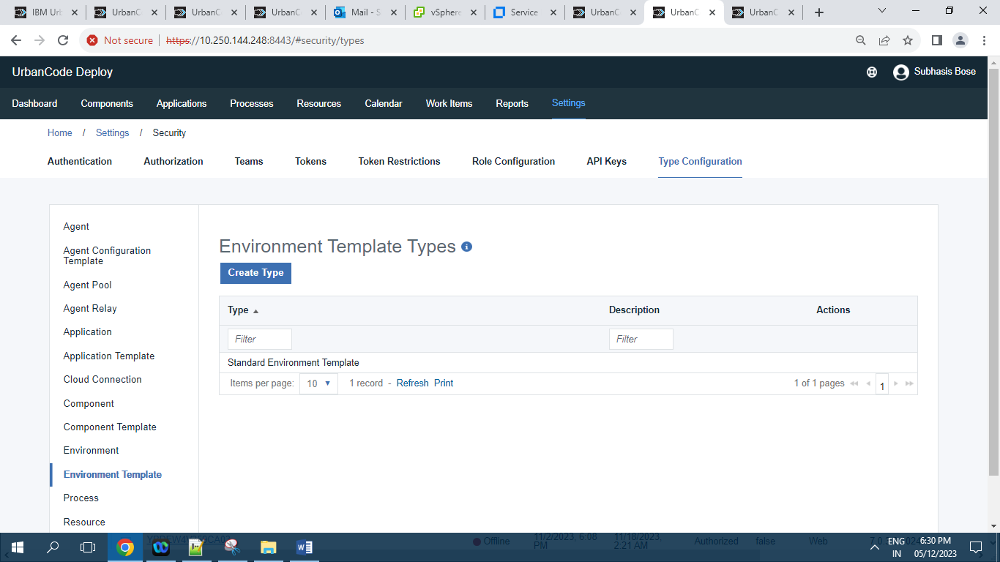 IBM Url
UrbanC
UrbanC
UrbanC
Mail - S
vSphere
Service
UrbanC
UrbanC
UrbanC
Not secure
https://10.250.144.248:8443/#security/types
UrbanCode Deploy
Subhasis Bose
Dashboard Components Applications Processes Resources Calendar Work Items Reports Settings
Home / Settings / Security
Authentication Authorization Teams Tokens Token Restrictions Role Configuration API Keys Type Configuration
Agent
Agent Configuration
Template
Agent Pool
Agent Relay
Application
Application Template
Cloud Connection
Component
Component Template
Environment
Environment Template
Process
Resource
Environment Template Types
Create Type
Type Description Actions
Filter Filter
Standard Environment Template
Items per page: 10 1 record - Refresh Print 1 of 1 pages 1
Offline
11/2/2023, 6:08
PM
11/18/2023,
2:21 AM
Authorized
false
Web
ENG
IN
6:30 PM
05/12/2023